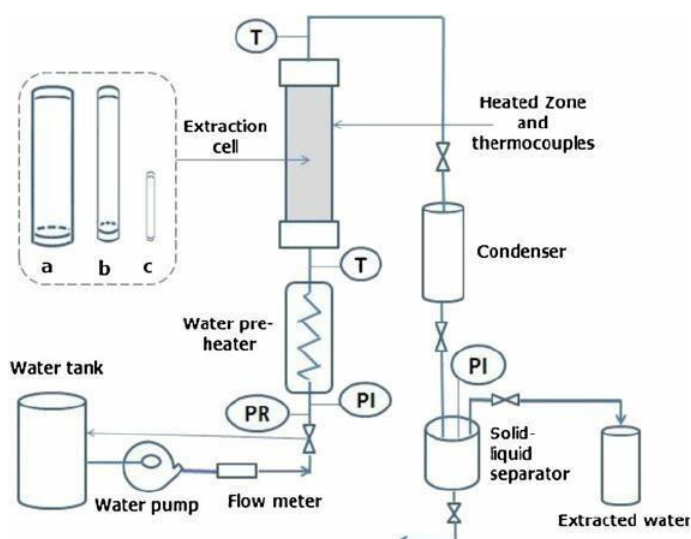 T
Extraction
cell
Heated Zone
and
thermocouples
a
b
c
T
Condenser
Water pre-
heater
Water tank
PR
PI
PI
Water pump
Flow meter
Solid-
liquid
separator
Extracted water